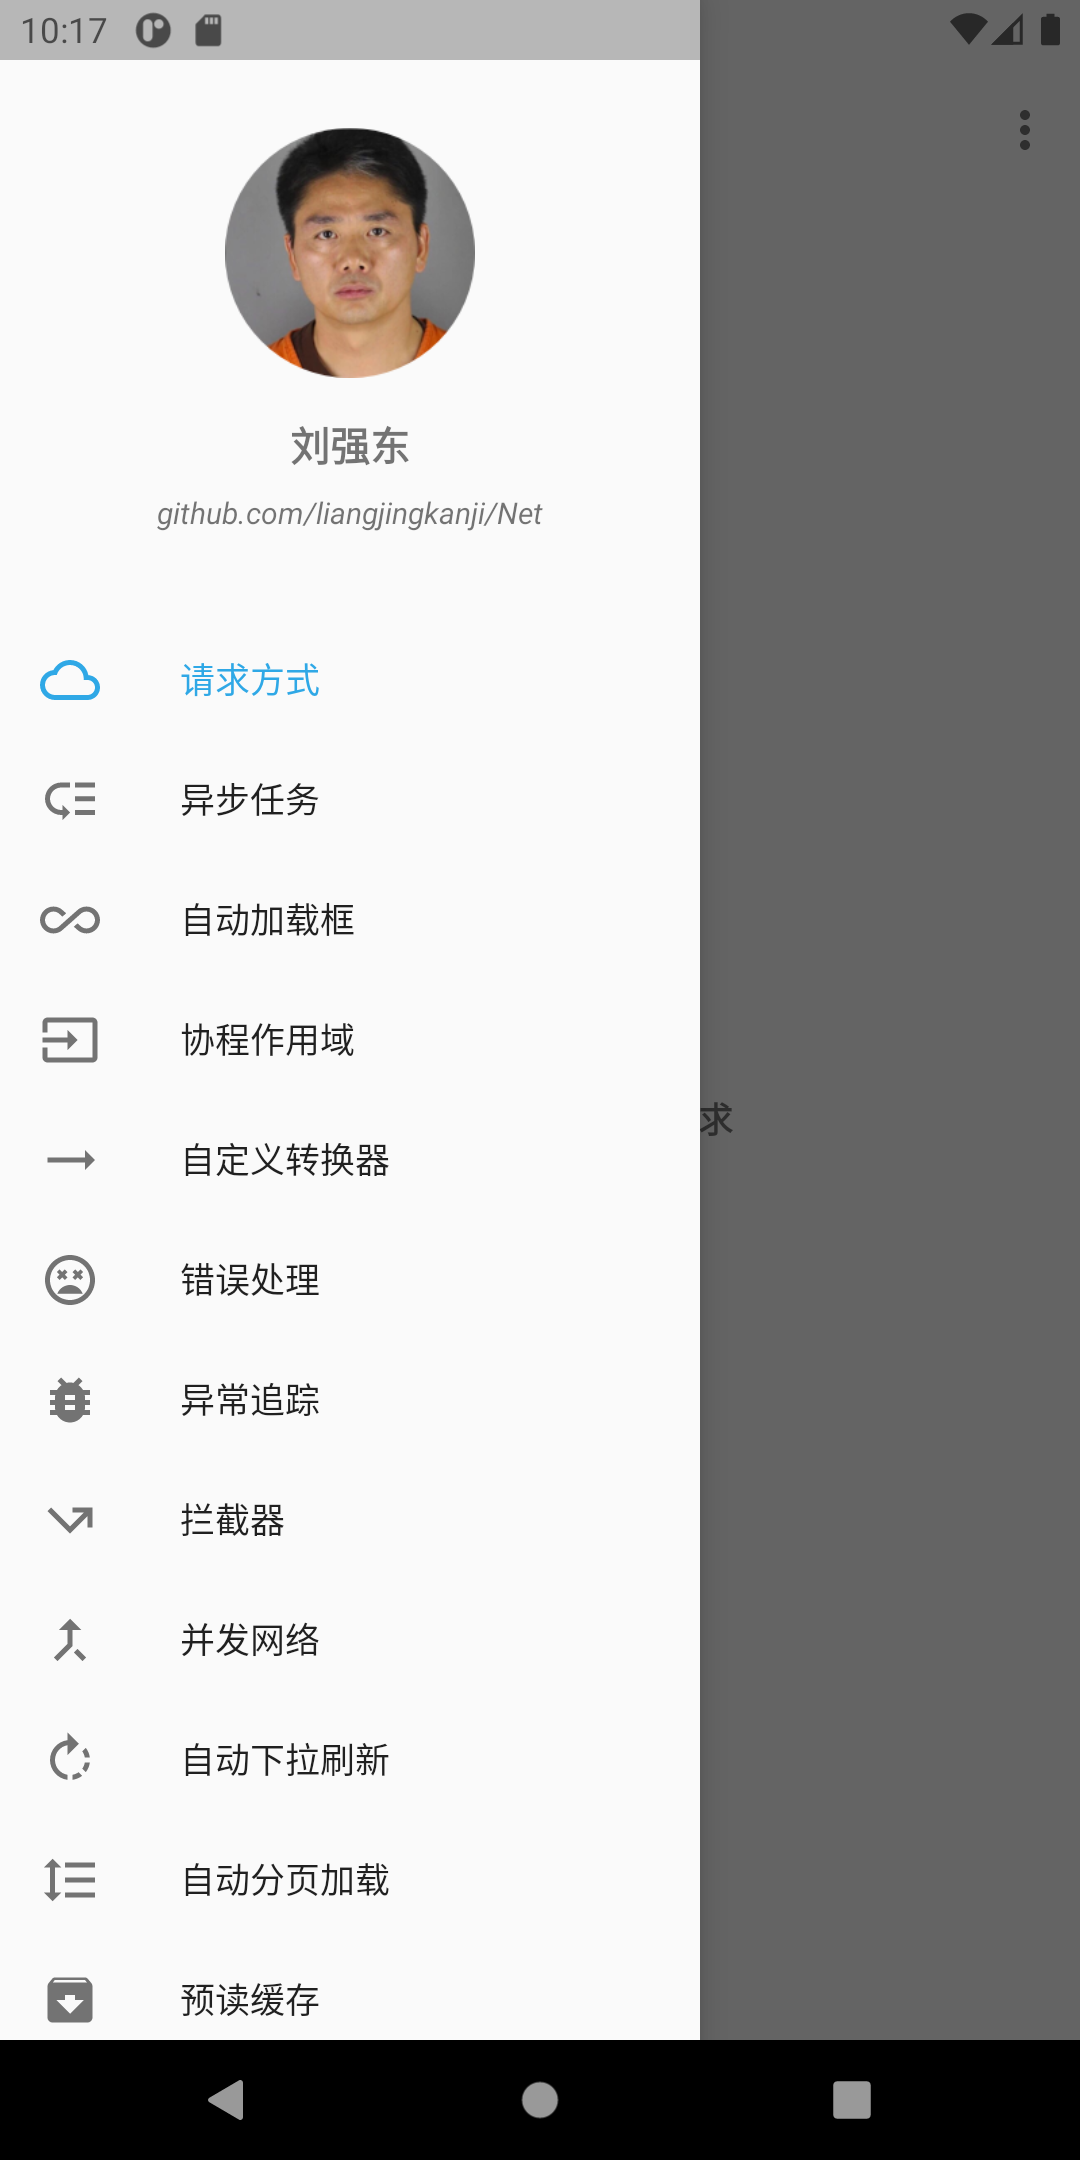 10:17
刘强东
github.com/liangjingkanji/Net
请求方式
异步任务
自动加载框
协程作用域
求
自定义转换器
错误处理
异常追踪
拦截器
并发网络
自动下拉刷新
自动分页加载
预读缓存